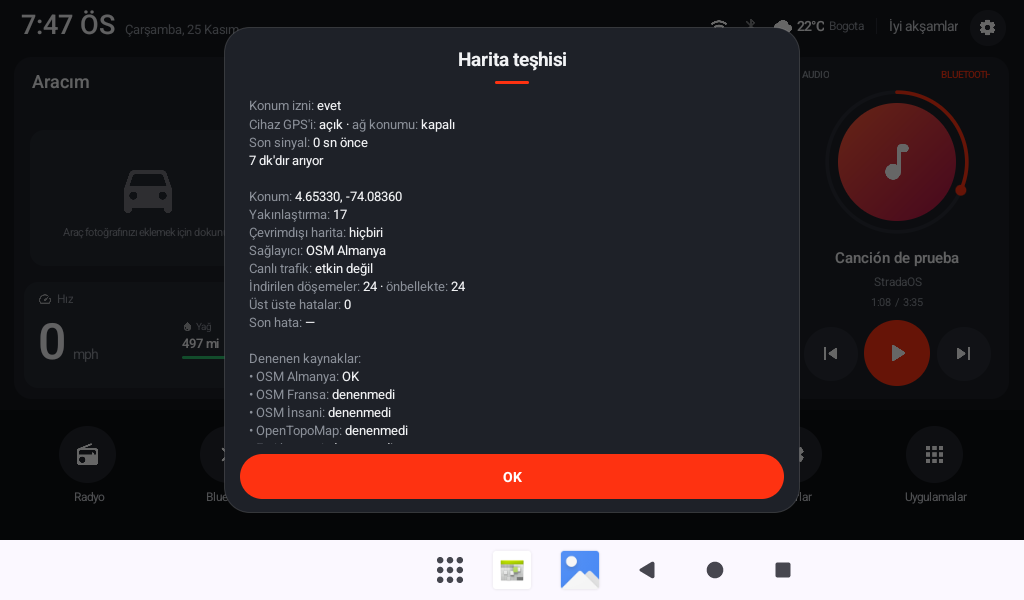 7:47 ÖS
Çarşamba, 25 Kasım
22°C Bogota
İyi akşamlar
Aracım
Araç fotoğrafınızı eklemek için
Hız
0 mph
Yağ
497 mi
Harita teşhisi
Konum izni: evet
Cihaz GPS'i: açık · ağ konumu: kapalı
Son sinyal: 0 sn önce
7 dk'dır arıyor
Konum: 4.65330, -74.08360
Yakınlaştırma: 17
Çevrimdışı harita: hiçbiri
Sağlayıcı: OSM Almanya
Canlı trafik: etkin değil
İndirilen döşemeler: 24 · önbellekte: 24
Üst üste hatalar: 0
Son hata: —
Denenen kaynaklar:
• OSM Almanya: OK
• OSM Fransa: denenmedi
• OSM İnsani: denenmedi
• OpenTopoMap: denenmedi
OK
AUDIO
BLUETOOTH
Canción de prueba
StradaOS
1:08 / 3:35
Radyo
Uygulamalar